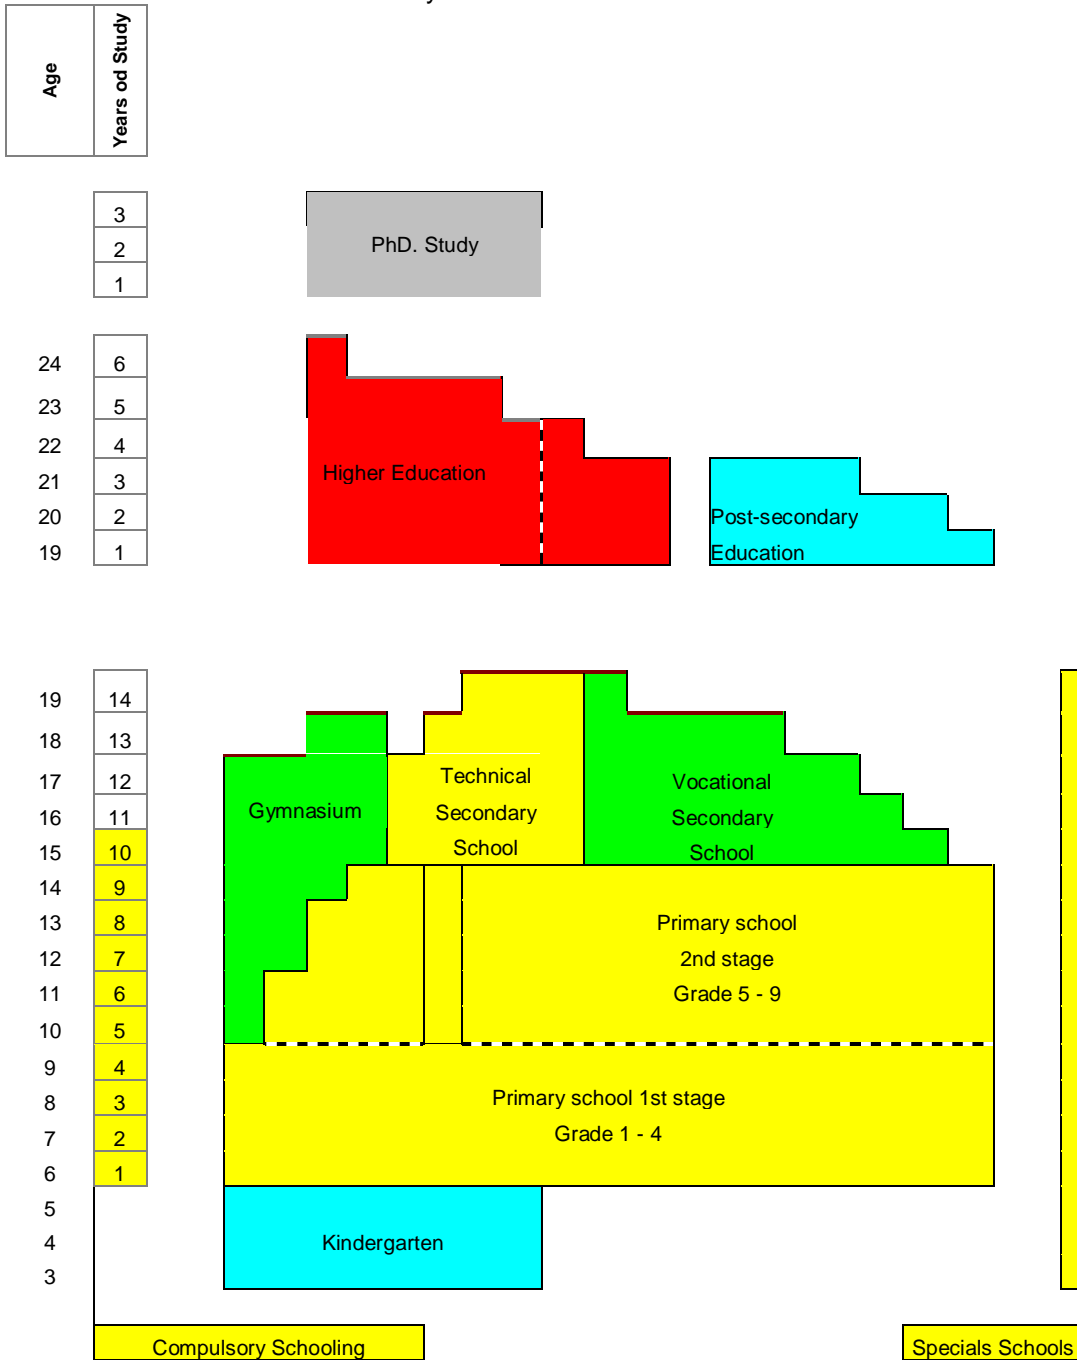 Age
Years od Study
3
2
PhD. Study
1
24 6
23 5
22 4
21 3
Higher Education
20 2
Post-secondary
19 1
Education
19 14
18 13
17 12
Technical
Vocational
16 11
Gymnasium
Secondary
Secondary
15 10
School
School
14 9
13 8
Primary school
12 7
2nd stage
11 6
Grade 5 - 9
10 5
9 4
8 3
Primary school 1st stage
7 2
Grade 1 - 4
6 1
5
4
Kindergarten
3
Compulsory Schooling
Specials Schools